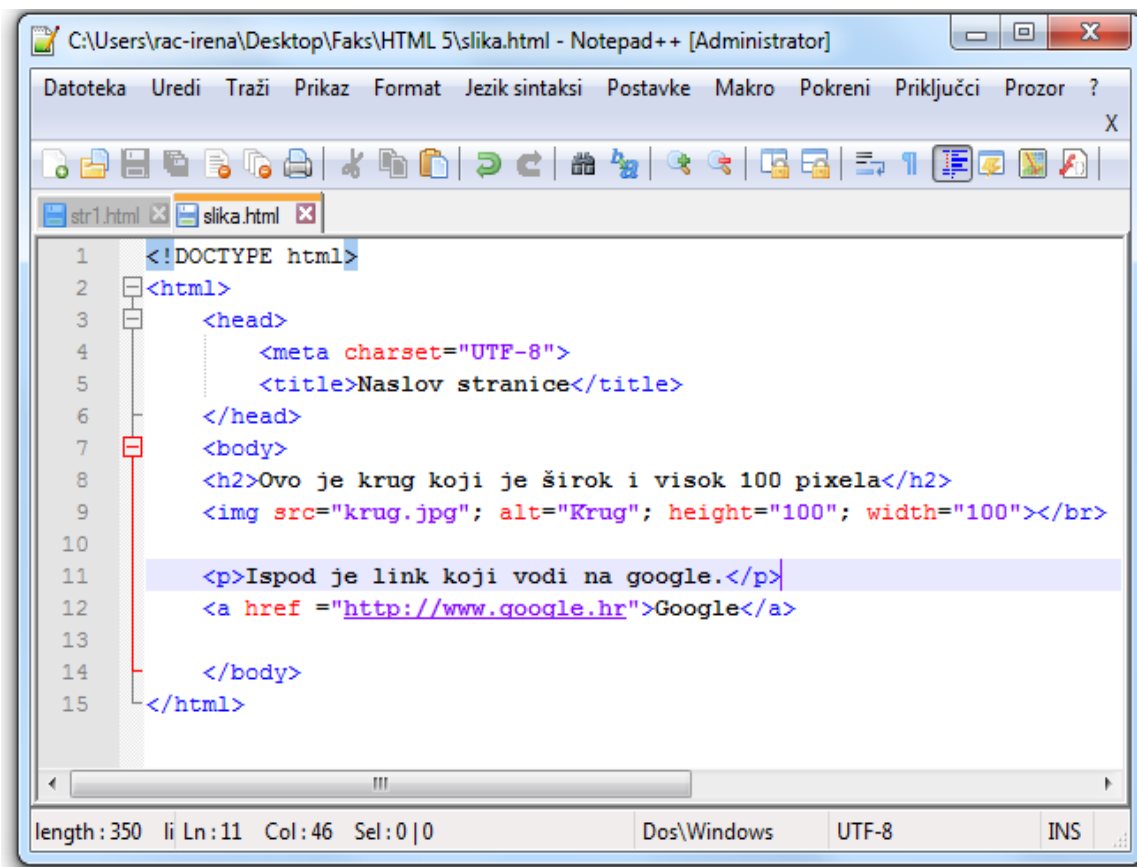 C:\Users\rac-irena\Desktop\Faks\HTML 5\slika.html - Notepad++ [Administrator]
Datoteka Uredi Traži Prikaz Format Jezik sintaksi Postavke Makro Pokreni Priključci Prozor ?
X
str1.html slika.html
1 <!DOCTYPE html>
2 <html>
3 <head>
4 <meta charset="UTF-8">
5 <title>Naslov stranice</title>
6 </head>
7 <body>
8 <h2>Ovo je krug koji je širok i visok 100 pixela</h2>
9 <img src="krug.jpg"; alt="Krug"; height="100"; width="100"></br>
10
11 <p>Ispod je link koji vodi na google.</p>
12 <a href ="http://www.google.hr">Google</a>
13
14 </body>
15 </html>
length : 350 li Ln : 11 Col : 46 Sel : 0 | 0 Dos\Windows UTF-8 INS